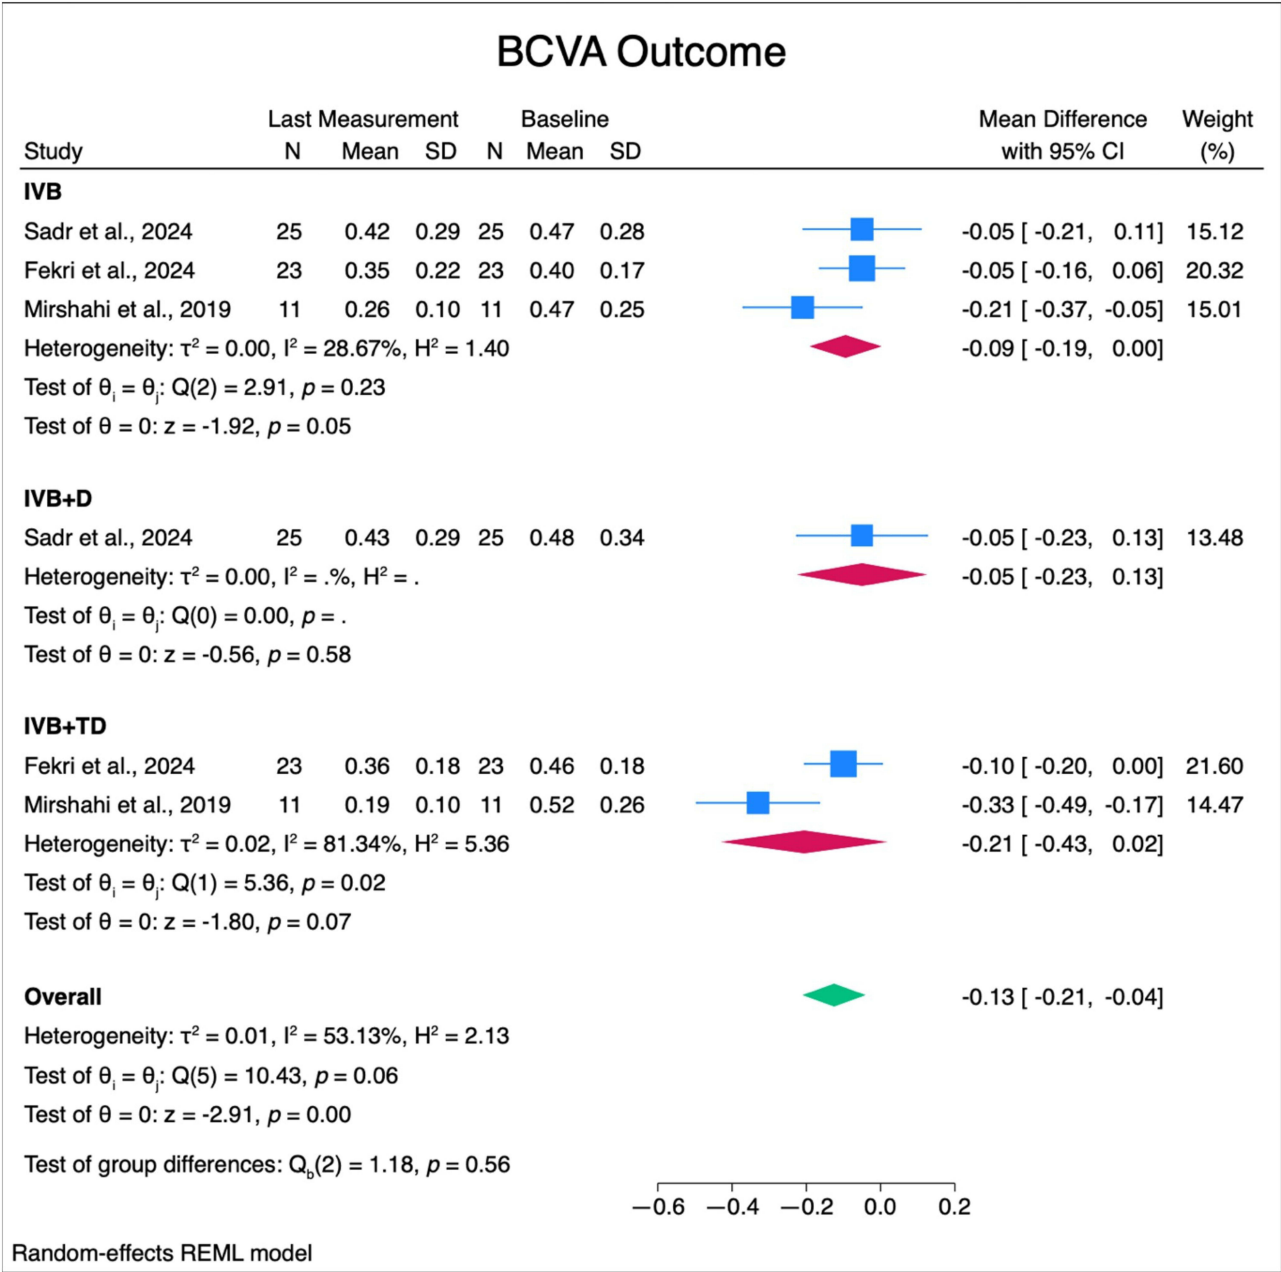 BCVA Outcome
Last Measurement Baseline Mean Difference Weight
Study N Mean SD N Mean SD with 95% CI (%)
IVB
Sadr et al., 2024 25 0.42 0.29 25 0.47 0.28 -0.05 [ -0.21, 0.11] 15.12
Fekri et al., 2024 23 0.35 0.22 23 0.40 0.17 -0.05 [ -0.16, 0.06] 20.32
Mirshahi et al., 2019 11 0.26 0.10 11 0.47 0.25 -0.21 [ -0.37, -0.05] 15.01
Heterogeneity: τ² = 0.00, I² = 28.67%, H² = 1.40 -0.09 [ -0.19, 0.00]
Test of θᵢ = θⱼ: Q(2) = 2.91, p = 0.23
Test of θ = 0: z = -1.92, p = 0.05
IVB+D
Sadr et al., 2024 25 0.43 0.29 25 0.48 0.34 -0.05 [ -0.23, 0.13] 13.48
Heterogeneity: τ² = 0.00, I² = .%, H² = . -0.05 [ -0.23, 0.13]
Test of θᵢ = θⱼ: Q(0) = 0.00, p = .
Test of θ = 0: z = -0.56, p = 0.58
IVB+TD
Fekri et al., 2024 23 0.36 0.18 23 0.46 0.18 -0.10 [ -0.20, 0.00] 21.60
Mirshahi et al., 2019 11 0.19 0.10 11 0.52 0.26 -0.33 [ -0.49, -0.17] 14.47
Heterogeneity: τ² = 0.02, I² = 81.34%, H² = 5.36 -0.21 [ -0.43, 0.02]
Test of θᵢ = θⱼ: Q(1) = 5.36, p = 0.02
Test of θ = 0: z = -1.80, p = 0.07
Overall -0.13 [ -0.21, -0.04]
Heterogeneity: τ² = 0.01, I² = 53.13%, H² = 2.13
Test of θᵢ = θⱼ: Q(5) = 10.43, p = 0.06
Test of θ = 0: z = -2.91, p = 0.00
Test of group differences: Q_b(2) = 1.18, p = 0.56
−0.6 −0.4 −0.2 0.0 0.2
Random-effects REML model